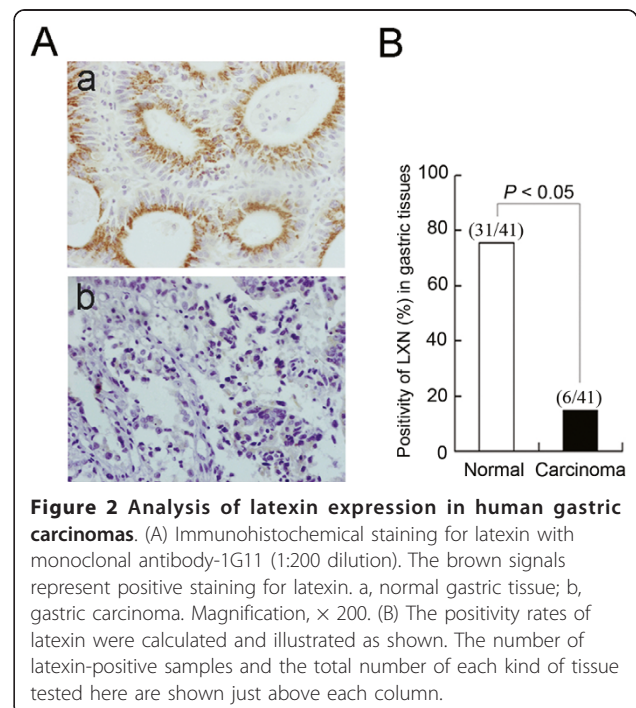 A
B
a
b
100
80
60
40
20
0
Positivity of LXN (%) in gastric tissues
P < 0.05
(31/41)
(6/41)
Normal Carcinoma
Figure 2 Analysis of latexin expression in human gastric
carcinomas. (A) Immunohistochemical staining for latexin with
monoclonal antibody-1G11 (1:200 dilution). The brown signals
represent positive staining for latexin. a, normal gastric tissue; b,
gastric carcinoma. Magnification, × 200. (B) The positivity rates of
latexin were calculated and illustrated as shown. The number of
latexin-positive samples and the total number of each kind of tissue
tested here are shown just above each column.